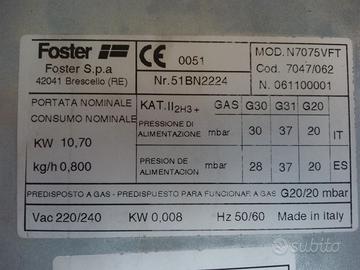 Foster
Foster S.p.a
42041 Brescello (RE)
CE 0051
Nr.51BN2224
MOD. N7075VFT
Cod. 7047/062
N. 061100001
PORTATA NOMINALE
CONSUMO NOMINALE
KW 10,70
kg/h 0,800
KAT.II2H3+ GAS G30 G31 G20
PRESSIONE DI
ALIMENTAZIONE mbar 30 37 20 IT
PRESION DE
ALIMENTACION mbar 28 37 20 ES
PREDISPOSTO A GAS - PREDISPUESTO PARA FUNCIONAR A GAS G20/20 mbar
Vac 220/240 KW 0,008 Hz 50/60 Made in Italy
subito